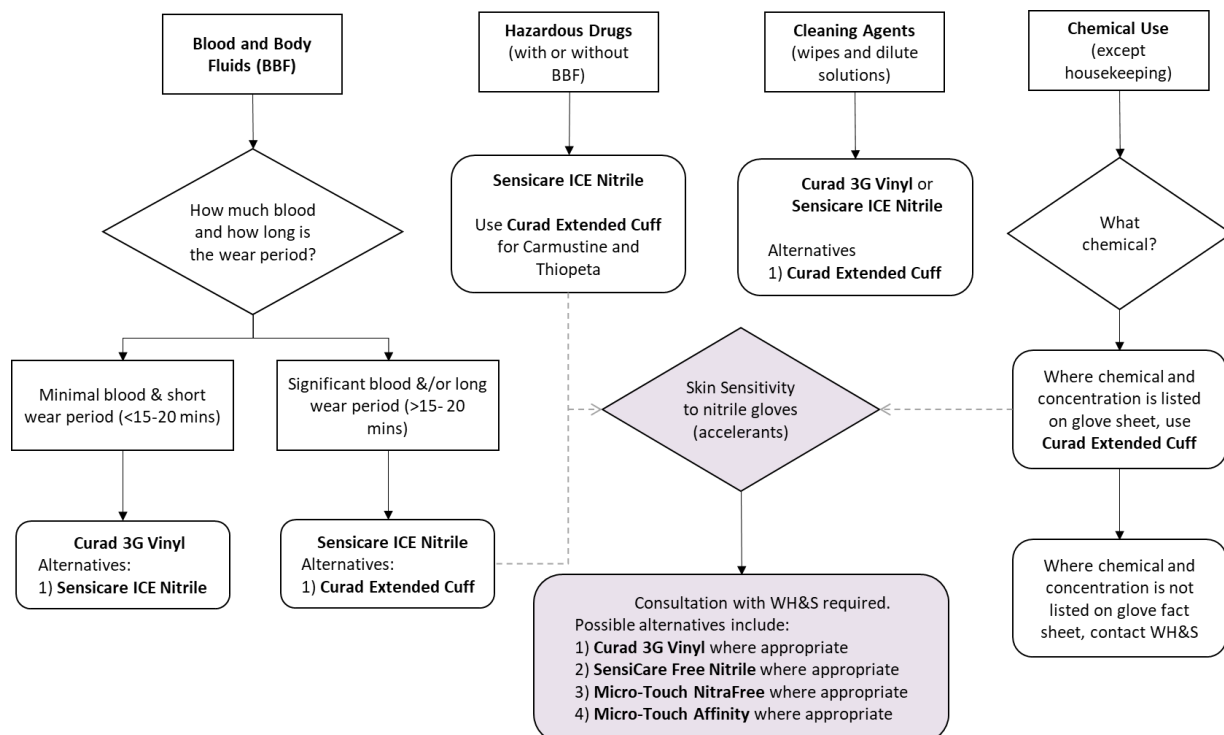 Blood and Body
Fluids (BBF)
Hazardous Drugs
(with or without
BBF)
Cleaning Agents
(wipes and dilute
solutions)
Chemical Use
(except
housekeeping)
How much blood
and how long is
the wear period?
Sensicare ICE Nitrile
Use Curad Extended Cuff
for Carmustine and
Thiopeta
Curad 3G Vinyl or
Sensicare ICE Nitrile
Alternatives
1) Curad Extended Cuff
What
chemical?
Minimal blood & short
wear period (<15-20 mins)
Significant blood &/or long
wear period (>15- 20
mins)
Skin Sensitivity
to nitrile gloves
(accelerants)
Where chemical and
concentration is listed
on glove sheet, use
Curad Extended Cuff
Curad 3G Vinyl
Alternatives:
1) Sensicare ICE Nitrile
Sensicare ICE Nitrile
Alternatives:
1) Curad Extended Cuff
Consultation with WH&S required.
Possible alternatives include:
1) Curad 3G Vinyl where appropriate
2) SensiCare Free Nitrile where appropriate
3) Micro-Touch NitraFree where appropriate
4) Micro-Touch Affinity where appropriate
Where chemical and
concentration is not
listed on glove fact
sheet, contact WH&S